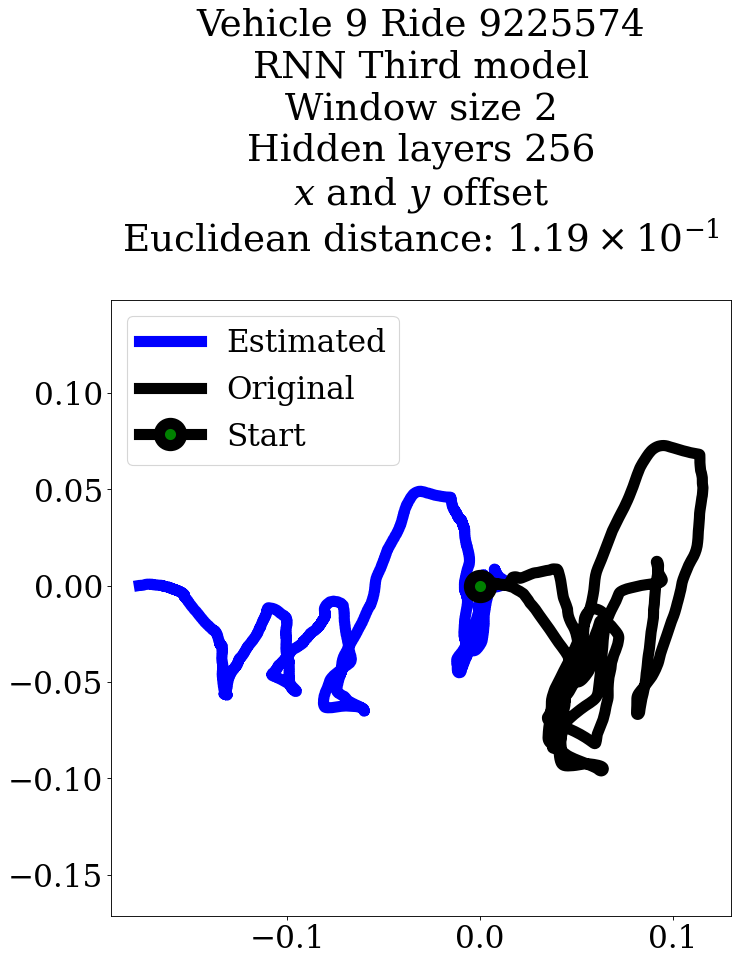 Vehicle 9 Ride 9225574
RNN Third model
Window size 2
Hidden layers 256
x and y offset
Euclidean distance: 1.19 × 10⁻¹
Estimated
Original
Start
0.10
0.05
0.00
−0.05
−0.10
−0.15
−0.1 0.0 0.1